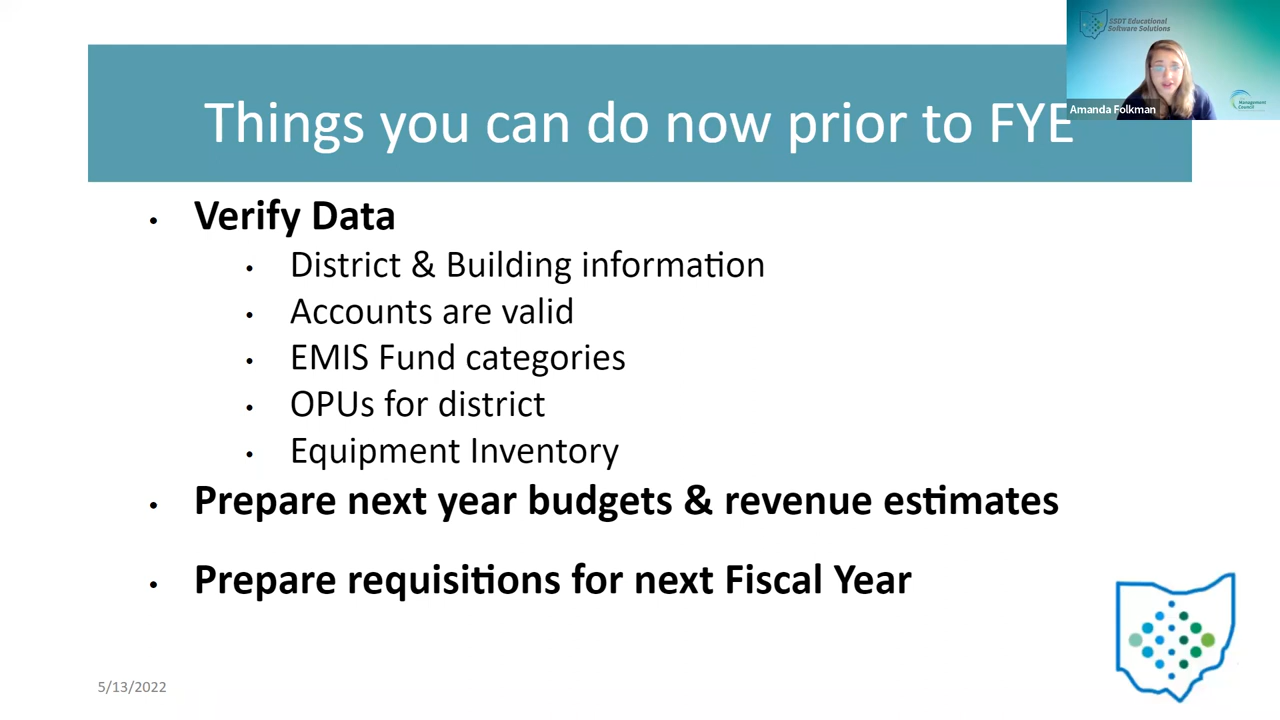 SSDT Educational
Software Solutions
Management
Council
Amanda Folkman
Things you can do now prior to FYE
• Verify Data
• District & Building information
• Accounts are valid
• EMIS Fund categories
• OPUs for district
• Equipment Inventory
• Prepare next year budgets & revenue estimates
• Prepare requisitions for next Fiscal Year
5/13/2022